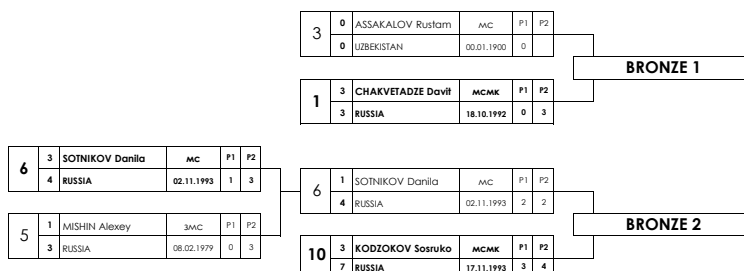 3 0 ASSAKALOV Rustam MC P1 P2
0 UZBEKISTAN 00.01.1900 0
BRONZE 1
1 3 CHAKVETADZE Davit МСМК P1 P2
3 RUSSIA 18.10.1992 0 3
6 3 SOTNIKOV Danila MC P1 P2
4 RUSSIA 02.11.1993 1 3
6 1 SOTNIKOV Danila MC P1 P2
4 RUSSIA 02.11.1993 2 2
5 1 MISHIN Alexey ЗМС P1 P2
3 RUSSIA 08.02.1979 0 3
BRONZE 2
10 3 KODZOKOV Sosruko МСМК P1 P2
7 RUSSIA 17.11.1993 3 4